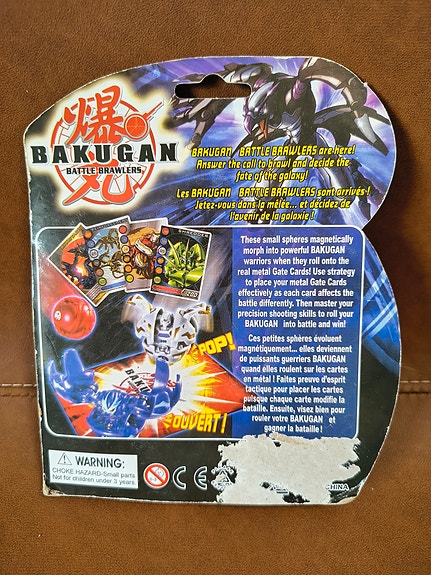 爆
BAKUGAN
BATTLE BRAWLERS
丸
BAKUGAN BATTLE BRAWLERS are here!
Answer the call to brawl and decide the
fate of the galaxy!
Les BAKUGAN BATTLE BRAWLERS sont arrivés !
Jetez-vous dans la mêlée... et décidez de
l'avenir de la galaxie !
These small spheres magnetically
morph into powerful BAKUGAN
warriors when they roll onto the
real metal Gate Cards! Use strategy
to place your metal Gate Cards
effectively as each card affects the
battle differently. Then master your
precision shooting skills to roll your
BAKUGAN into battle and win!
Ces petites sphères évoluent
magnétiquement... elles deviennent
de puissants guerriers BAKUGAN
quand elles roulent sur les cartes
en métal ! Faites preuve d'esprit
tactique pour placer les cartes
puisque chaque carte modifie la
bataille. Ensuite, visez bien pour
rouler votre BAKUGAN et
gagner la bataille !
POP!
BAKUGAN
OUVERT !
WARNING:
CHOKE HAZARD-Small parts
Not for children under 3 years.
0-3
CE
CHINA